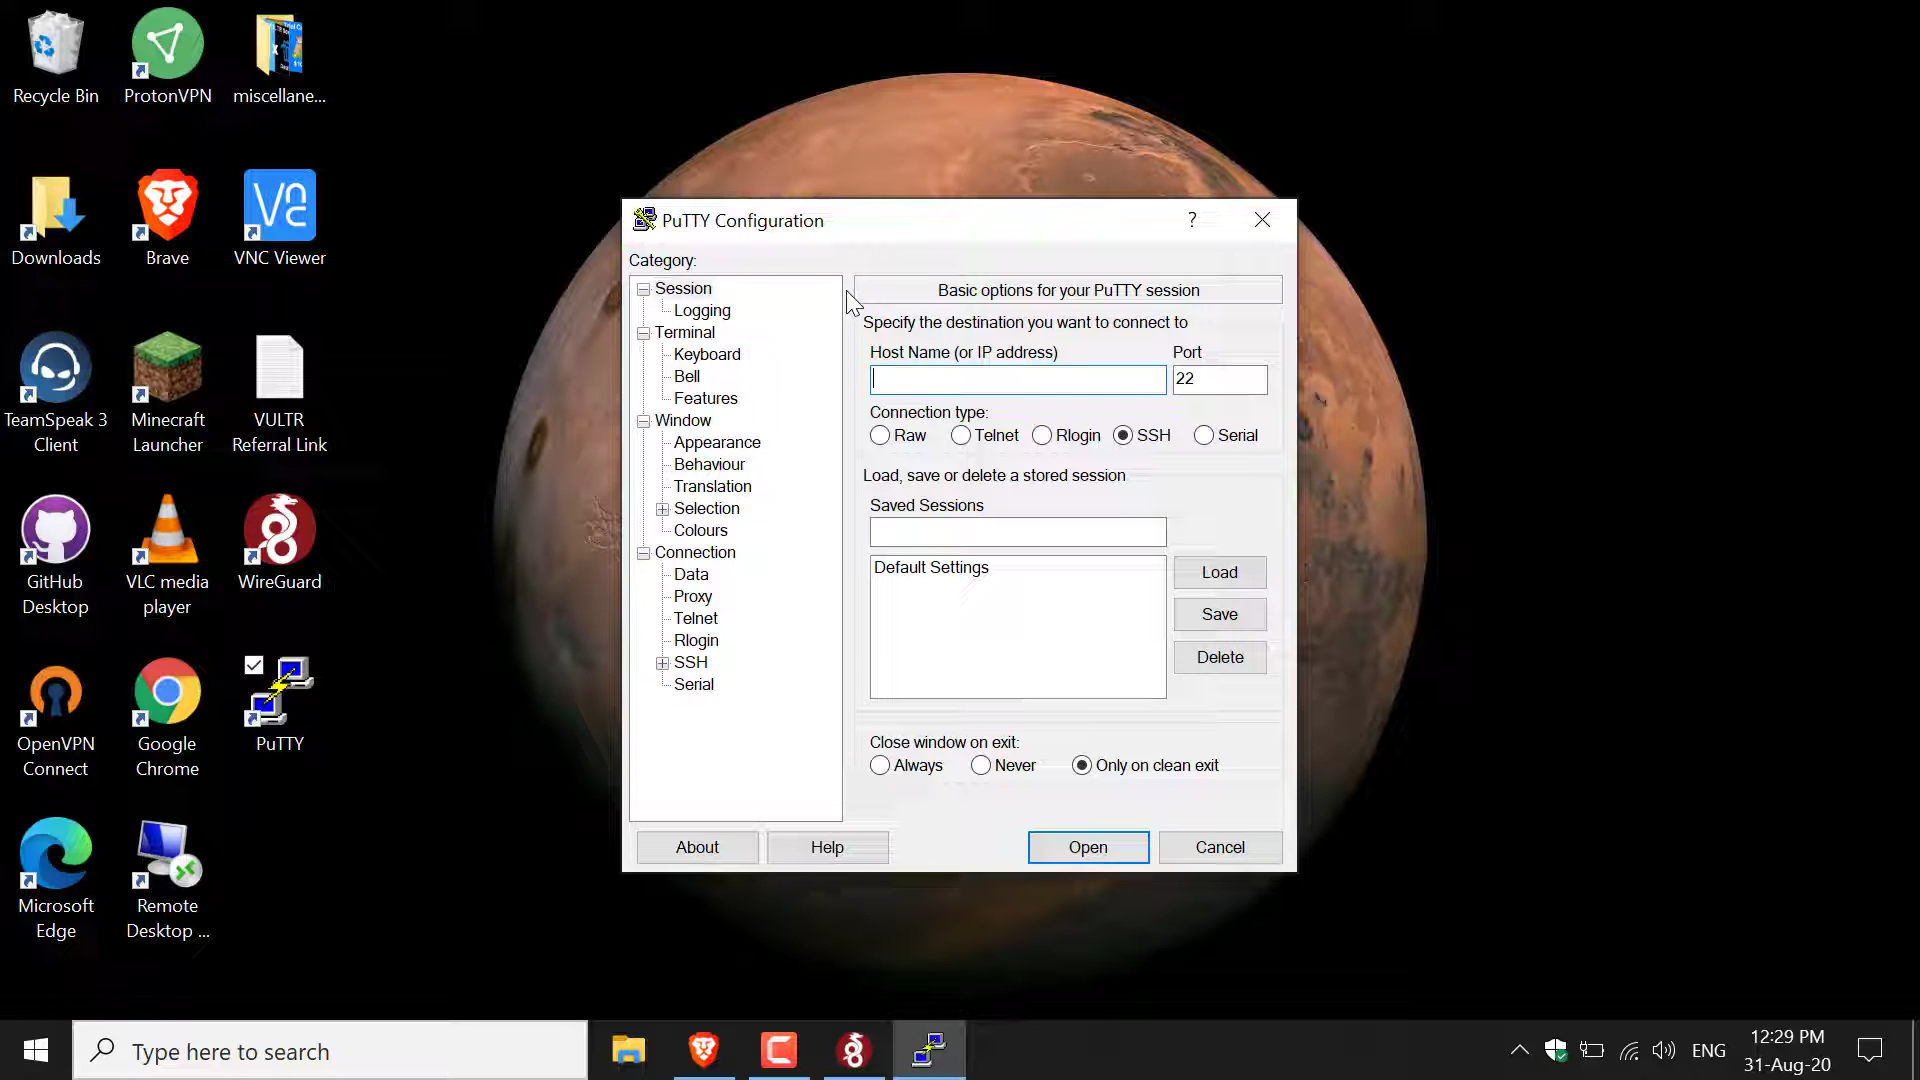 Recycle Bin
ProtonVPN
miscellane...
Downloads
Brave
VNC Viewer
TeamSpeak 3
Client
Minecraft
Launcher
VULTR
Referral Link
GitHub
Desktop
VLC media
player
WireGuard
OpenVPN
Connect
Google
Chrome
PuTTY
Microsoft
Edge
Remote
Desktop ...
PuTTY Configuration
?
Category:
Session
Logging
Terminal
Keyboard
Bell
Features
Window
Appearance
Behaviour
Translation
Selection
Colours
Connection
Data
Proxy
Telnet
Rlogin
SSH
Serial
Basic options for your PuTTY session
Specify the destination you want to connect to
Host Name (or IP address)
Port
22
Connection type:
Raw
Telnet
Rlogin
SSH
Serial
Load, save or delete a stored session
Saved Sessions
Default Settings
Load
Save
Delete
Close window on exit:
Always
Never
Only on clean exit
About
Help
Open
Cancel
Type here to search
ENG
12:29 PM
31-Aug-20